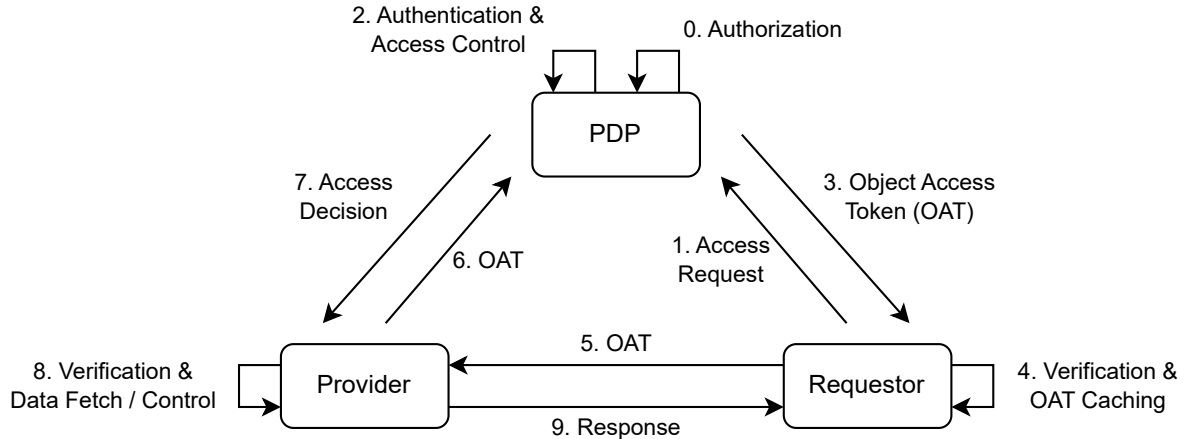 2. Authentication &
Access Control
0. Authorization
PDP
7. Access
Decision
3. Object Access
Token (OAT)
6. OAT
1. Access
Request
5. OAT
8. Verification &
Data Fetch / Control
Provider
Requestor
4. Verification &
OAT Caching
9. Response